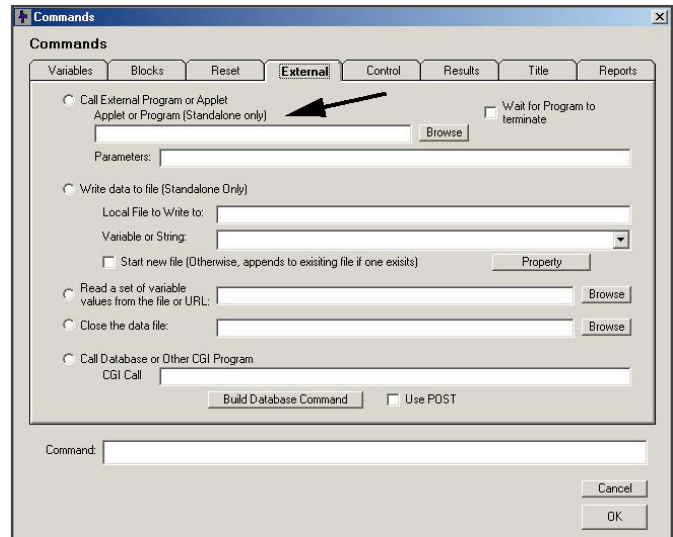 Commands
Commands
Variables Blocks Reset External Control Results Title Reports
Call External Program or Applet
Applet or Program (Standalone only)
Wait for Program to
terminate
Browse
Parameters:
Write data to file (Standalone Only)
Local File to Write to:
Variable or String:
Start new file (Otherwise, appends to exisiting file if one exisits) Property
Read a set of variable
values from the file or URL: Browse
Close the data file: Browse
Call Database or Other CGI Program
CGI Call
Build Database Command Use POST
Command:
Cancel
OK